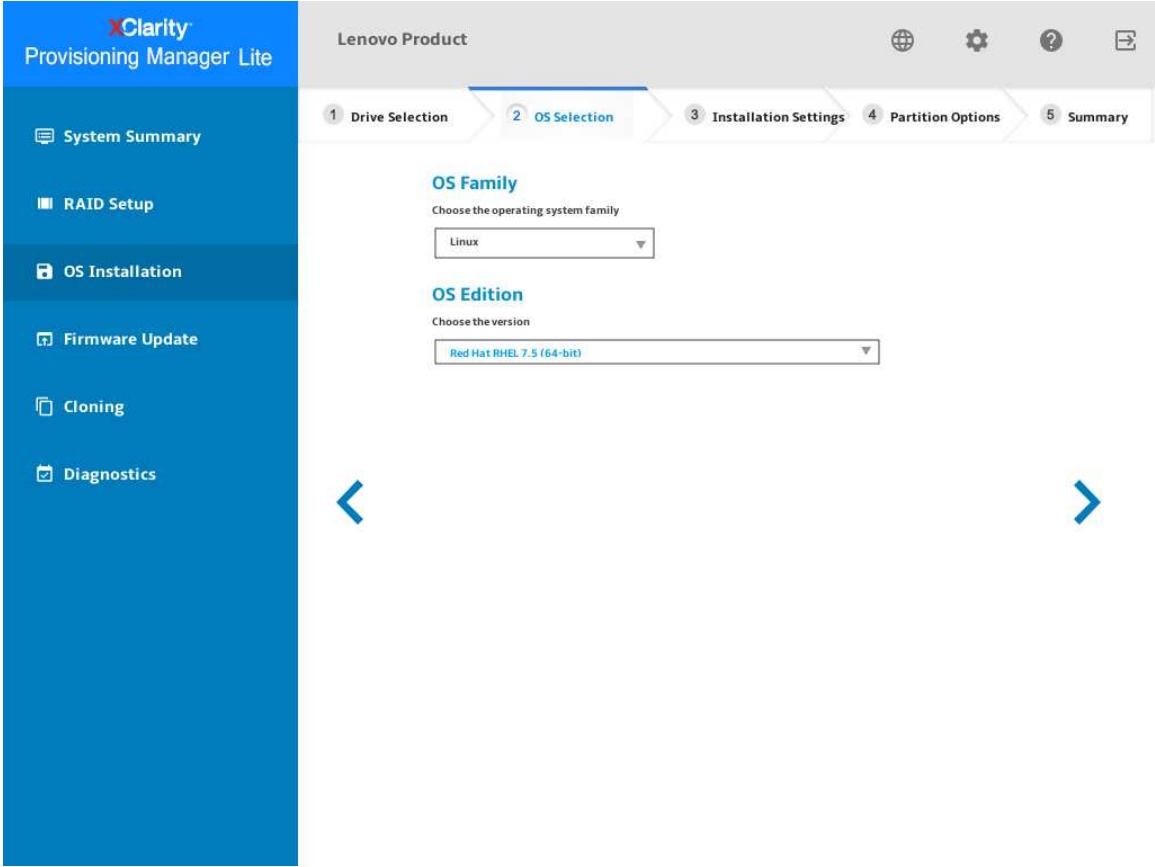 XClarity
Provisioning Manager Lite
Lenovo Product
System Summary
RAID Setup
OS Installation
Firmware Update
Cloning
Diagnostics
1 Drive Selection
2 OS Selection
3 Installation Settings
4 Partition Options
5 Summary
OS Family
Choose the operating system family
Linux
OS Edition
Choose the version
Red Hat RHEL 7.5 (64-bit)